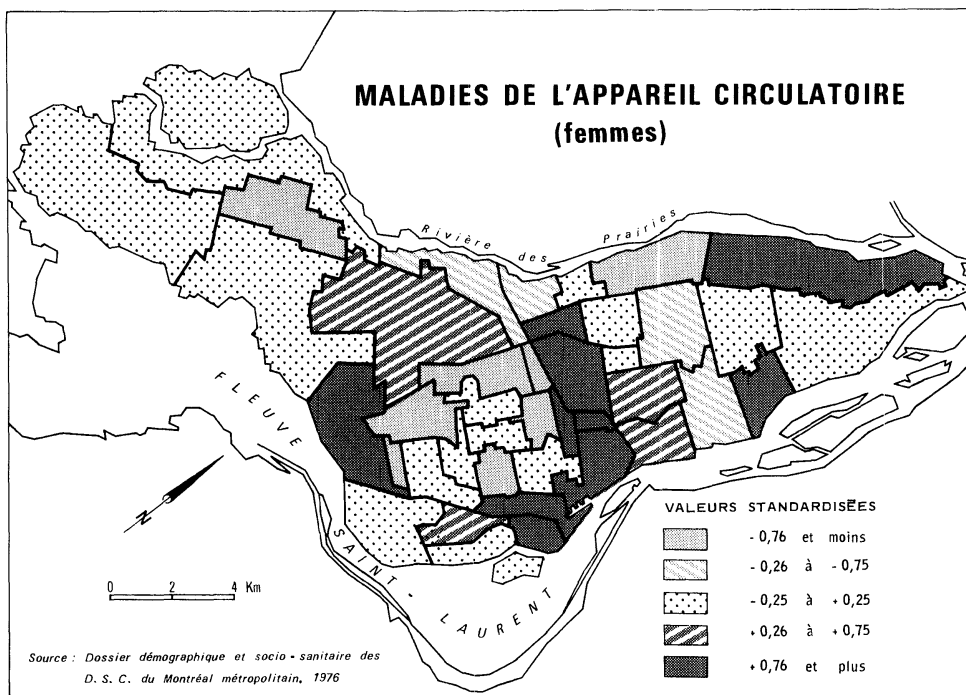 MALADIES DE L'APPAREIL CIRCULATOIRE
(femmes)
Rivière des Prairies
FLEUVE SAINT-LAURENT
N
0 2 4 Km
VALEURS STANDARDISÉES
- 0,76 et moins
- 0,26 à - 0,75
- 0,25 à + 0,25
+ 0,26 à + 0,75
+ 0,76 et plus
Source : Dossier démographique et socio-sanitaire des
D. S. C. du Montréal métropolitain, 1976